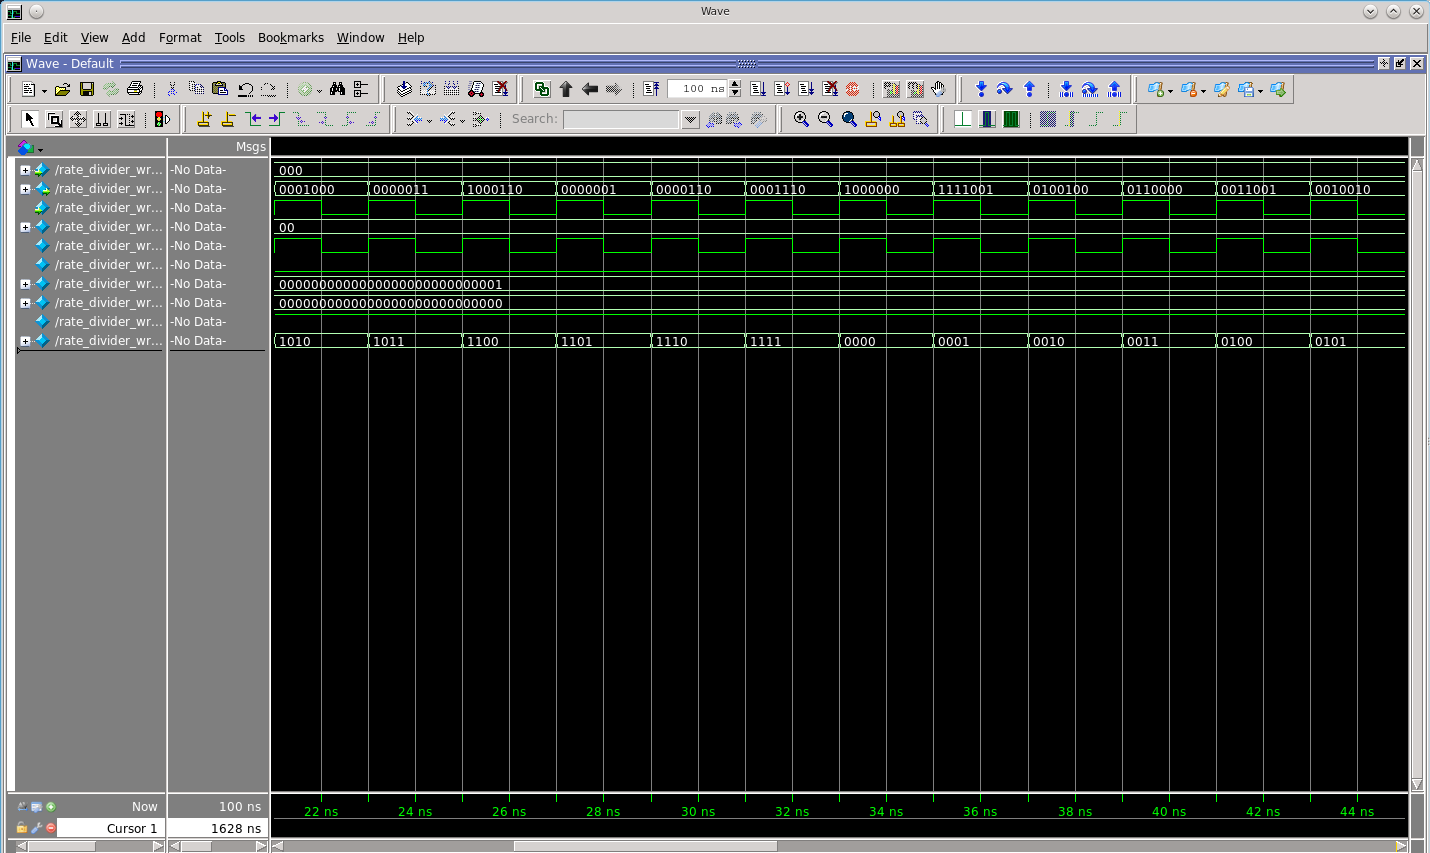 Wave
File Edit View Add Format Tools Bookmarks Window Help
Wave - Default
100 ns
Search:
Msgs
/rate_divider_wr... -No Data- 000
/rate_divider_wr... -No Data- 0001000 0000011 1000110 0000001 0000110 0001110 1000000 1111001 0100100 0110000 0011001 0010010
/rate_divider_wr... -No Data-
/rate_divider_wr... -No Data- 00
/rate_divider_wr... -No Data-
/rate_divider_wr... -No Data-
/rate_divider_wr... -No Data- 0000000000000000000000000001
/rate_divider_wr... -No Data- 0000000000000000000000000000
/rate_divider_wr... -No Data-
/rate_divider_wr... -No Data- 1010 1011 1100 1101 1110 1111 0000 0001 0010 0011 0100 0101
Now 100 ns 22 ns 24 ns 26 ns 28 ns 30 ns 32 ns 34 ns 36 ns 38 ns 40 ns 42 ns 44 ns
Cursor 1 1628 ns